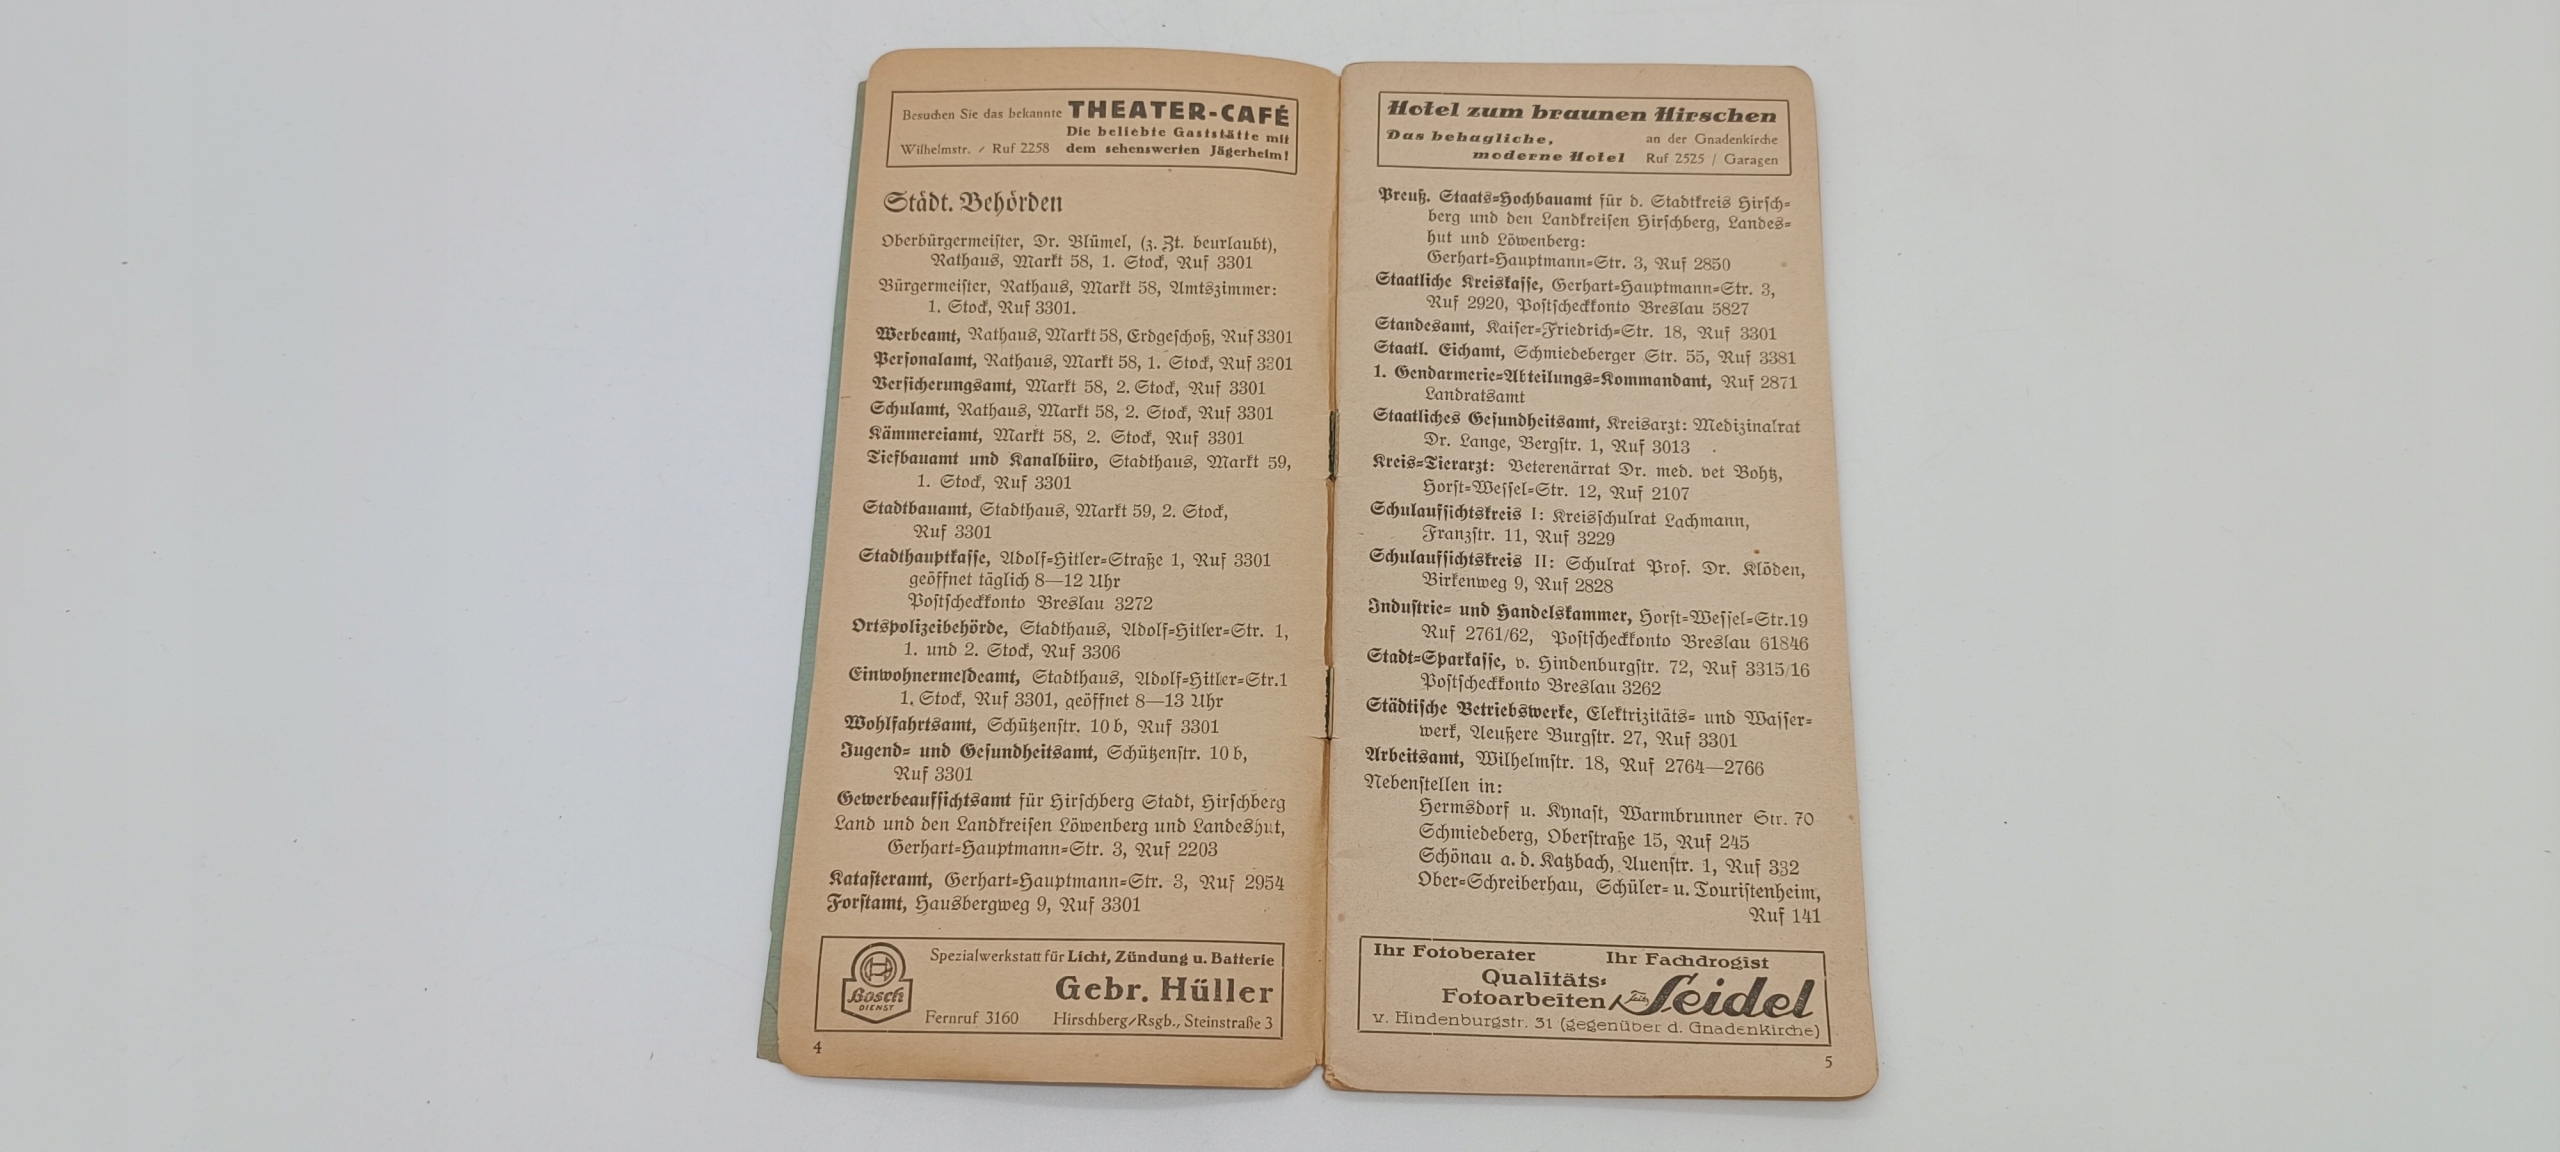 Besuchen Sie das bekannte THEATER-CAFÉ
Die beliebte Gaststätte mit
Wilhelmstr. / Ruf 2258 dem sehenswerten Jägerheim!
Städt. Behörden
Oberbürgermeister, Dr. Blümel, (z. Zt. beurlaubt),
Rathaus, Markt 58, 1. Stock, Ruf 3301
Bürgermeister, Rathaus, Markt 58, Amtszimmer:
1. Stock, Ruf 3301.
Werbeamt, Rathaus, Markt 58, Erdgeschoß, Ruf 3301
Personalamt, Rathaus, Markt 58, 1. Stock, Ruf 3301
Versicherungsamt, Markt 58, 2. Stock, Ruf 3301
Schulamt, Rathaus, Markt 58, 2. Stock, Ruf 3301
Kämmereiamt, Markt 58, 2. Stock, Ruf 3301
Tiefbauamt und Kanalbüro, Stadthaus, Markt 59,
1. Stock, Ruf 3301
Stadtbauamt, Stadthaus, Markt 59, 2. Stock,
Ruf 3301
Stadthauptkasse, Adolf-Hitler-Straße 1, Ruf 3301
geöffnet täglich 8—12 Uhr
Postscheckkonto Breslau 3272
Ortspolizeibehörde, Stadthaus, Adolf-Hitler-Str. 1,
1. und 2. Stock, Ruf 3306
Einwohnermeldeamt, Stadthaus, Adolf-Hitler-Str.1
1. Stock, Ruf 3301, geöffnet 8—13 Uhr
Wohlfahrtsamt, Schützenstr. 10 b, Ruf 3301
Jugend- und Gesundheitsamt, Schützenstr. 10 b,
Ruf 3301
Gewerbeaufsichtsamt für Hirschberg Stadt, Hirschberg
Land und den Landkreisen Löwenberg und Landeshut,
Gerhart-Hauptmann-Str. 3, Ruf 2203
Katasteramt, Gerhart-Hauptmann-Str. 3, Ruf 2954
Forstamt, Hausbergweg 9, Ruf 3301
Bosch
DIENST
Spezialwerkstatt für Licht, Zündung u. Batterie
Gebr. Hüller
Fernruf 3160 Hirschberg/Rsgb., Steinstraße 3
4
Hotel zum braunen Hirschen
Das behagliche, an der Gnadenkirche
moderne Hotel Ruf 2525 / Garagen
Preuß. Staats-Hochbauamt für d. Stadtkreis Hirsch-
berg und den Landkreisen Hirschberg, Landes-
hut und Löwenberg:
Gerhart-Hauptmann-Str. 3, Ruf 2850
Staatliche Kreiskasse, Gerhart-Hauptmann-Str. 3,
Ruf 2920, Postscheckkonto Breslau 5827
Standesamt, Kaiser-Friedrich-Str. 18, Ruf 3301
Staatl. Eichamt, Schmiedeberger Str. 55, Ruf 3381
1. Gendarmerie-Abteilungs-Kommandant, Ruf 2871
Landratsamt
Staatliches Gesundheitsamt, Kreisarzt: Medizinalrat
Dr. Lange, Bergstr. 1, Ruf 3013
Kreis-Tierarzt: Veterenärrat Dr. med. vet Bohtz,
Horst-Wessel-Str. 12, Ruf 2107
Schulaufsichtskreis I: Kreisschulrat Lachmann,
Franzstr. 11, Ruf 3229
Schulaufsichtskreis II: Schulrat Prof. Dr. Klöden,
Birkenweg 9, Ruf 2828
Industrie- und Handelskammer, Horst-Wessel-Str.19
Ruf 2761/62, Postscheckkonto Breslau 61846
Stadt-Sparkasse, v. Hindenburgstr. 72, Ruf 3315/16
Postscheckkonto Breslau 3262
Städtische Betriebswerke, Elektrizitäts- und Wasser-
werk, Aeußere Burgstr. 27, Ruf 3301
Arbeitsamt, Wilhelmstr. 18, Ruf 2764—2766
Nebenstellen in:
Hermsdorf u. Kynast, Warmbrunner Str. 70
Schmiedeberg, Oberstraße 15, Ruf 245
Schönau a. d. Katzbach, Auenstr. 1, Ruf 332
Ober-Schreiberhau, Schüler- u. Touristenheim,
Ruf 141
Ihr Fotoberater Ihr Fachdrogist
Qualitäts-
Fotoarbeiten Seidel
v. Hindenburgstr. 31 (gegenüber d. Gnadenkirche)
5